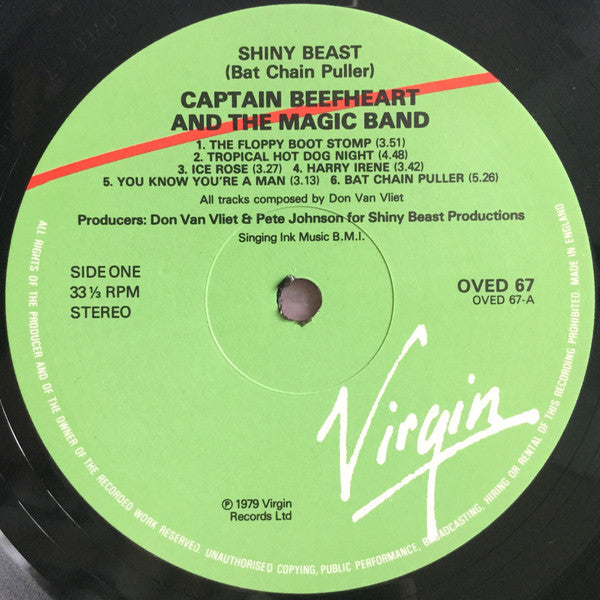 SHINY BEAST
(Bat Chain Puller)
CAPTAIN BEEFHEART
AND THE MAGIC BAND
1. THE FLOPPY BOOT STOMP (3.51)
2. TROPICAL HOT DOG NIGHT (4.48)
3. ICE ROSE (3.27) 4. HARRY IRENE (3.42)
5. YOU KNOW YOU'RE A MAN (3.13) 6. BAT CHAIN PULLER (5.26)
All tracks composed by Don Van Vliet
Producers: Don Van Vliet & Pete Johnson for Shiny Beast Productions
Singing Ink Music B.M.I.
SIDE ONE
33⅓ RPM
STEREO
OVED 67
OVED 67-A
Virgin
℗ 1979 Virgin
Records Ltd
ALL RIGHTS OF THE PRODUCER AND OF THE OWNER OF THE RECORDED WORK RESERVED. UNAUTHORISED COPYING, PUBLIC PERFORMANCE, BROADCASTING, HIRING OR RENTAL OF THIS RECORDING PROHIBITED. MADE IN ENGLAND